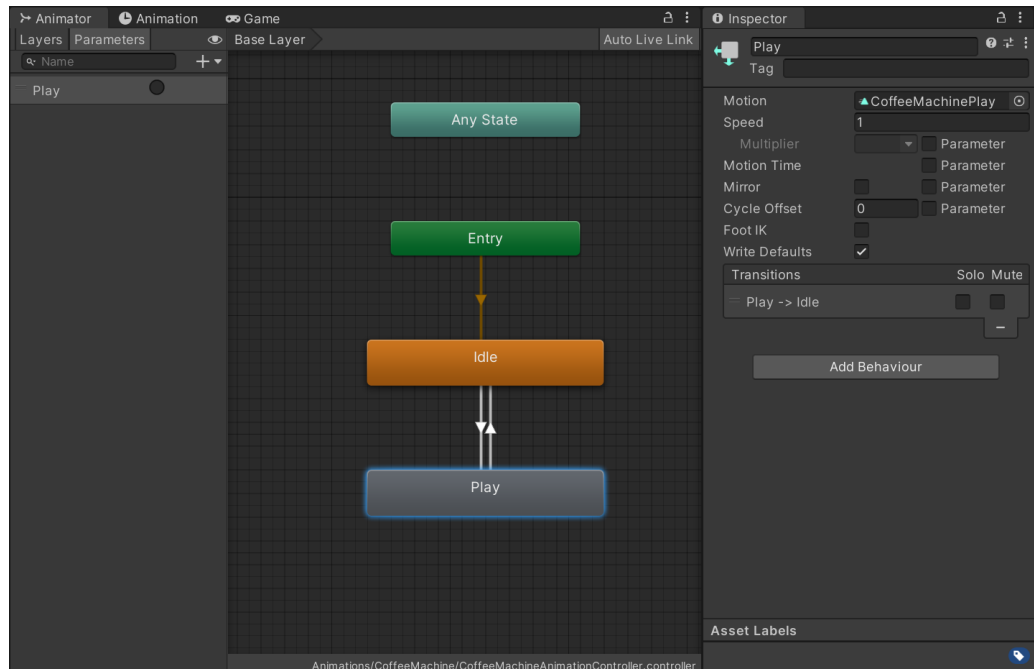 Animator
Animation
Game
Layers
Parameters
Base Layer
Auto Live Link
Name
Play
Any State
Entry
Idle
Play
Animations/CoffeeMachine/CoffeeMachineAnimationController.controller
Inspector
Play
Tag
Motion
CoffeeMachinePlay
Speed
1
Multiplier
Parameter
Motion Time
Parameter
Mirror
Parameter
Cycle Offset
0
Parameter
Foot IK
Write Defaults
Transitions
Solo Mute
Play -> Idle
Add Behaviour
Asset Labels